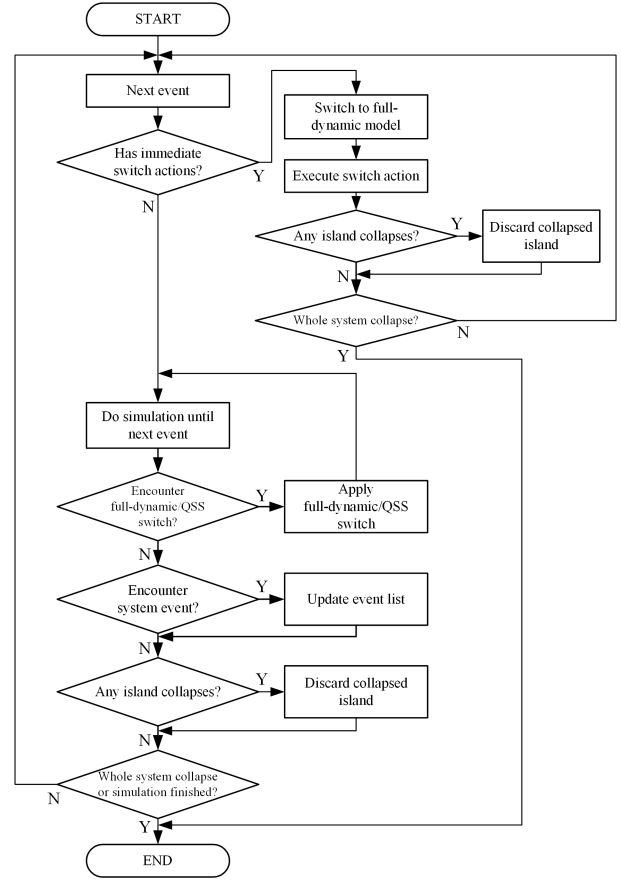 START
Next event
Has immediate
switch actions?
Y
N
Switch to full-
dynamic model
Execute switch action
Any island collapses?
Y
Discard collapsed
island
N
Whole system collapse?
N
Y
Do simulation until
next event
Encounter
full-dynamic/QSS
switch?
Y
Apply
full-dynamic/QSS
switch
N
Encounter
system event?
Y
Update event list
N
Any island collapses?
Y
Discard collapsed
island
N
Whole system collapse
or simulation finished?
N
Y
END